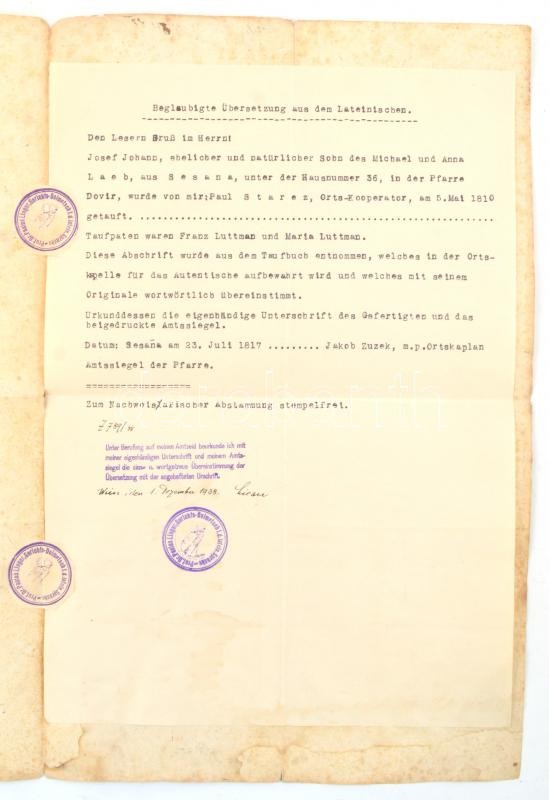 Beglaubigte Übersetzung aus dem Lateinischen.
Den Lesern Gruß im Herrn!
Josef Johann, ehelicher und natürlicher Sohn des Michael und Anna
L a e b, aus S e s a n a, unter der Hausnummer 36, in der Pfarre
Dovir, wurde von mir:Paul S t a r e z, Orts-Kooperator, am 5.Mai 1810
getauft. ............................................................
Taufpaten waren Franz Luttman und Maria Luttman.
Diese Abschrift wurde aus dem Taufbuch entnommen, welches in der Orts-
kpelle für das Autentische aufbewahrt wird und welches mit seinem
Originale wortwörtlich übereinstimmt.
Urkunddessen die eigenhändige Unterschrift des Gefertigten und das
beigedruckte Amtssiegel.
Datum: Sesana am 23. Juli 1817 ......... Jakob Zuzek, m.p.Ortskaplan
Amtssiegel der Pfarre.
===================
Zum Nachweis arischer Abstammung stempelfrei.
Unter Berufung auf meinen Amtseid beurkunde ich mit
meiner eigenhändigen Unterschrift und meinem Amts-
siegel die sinn- u. wortgetreue Übereinstimmung der
Übersetzung mit der angehefteten Urschrift.
Wien, den 1. Dezember 1938.